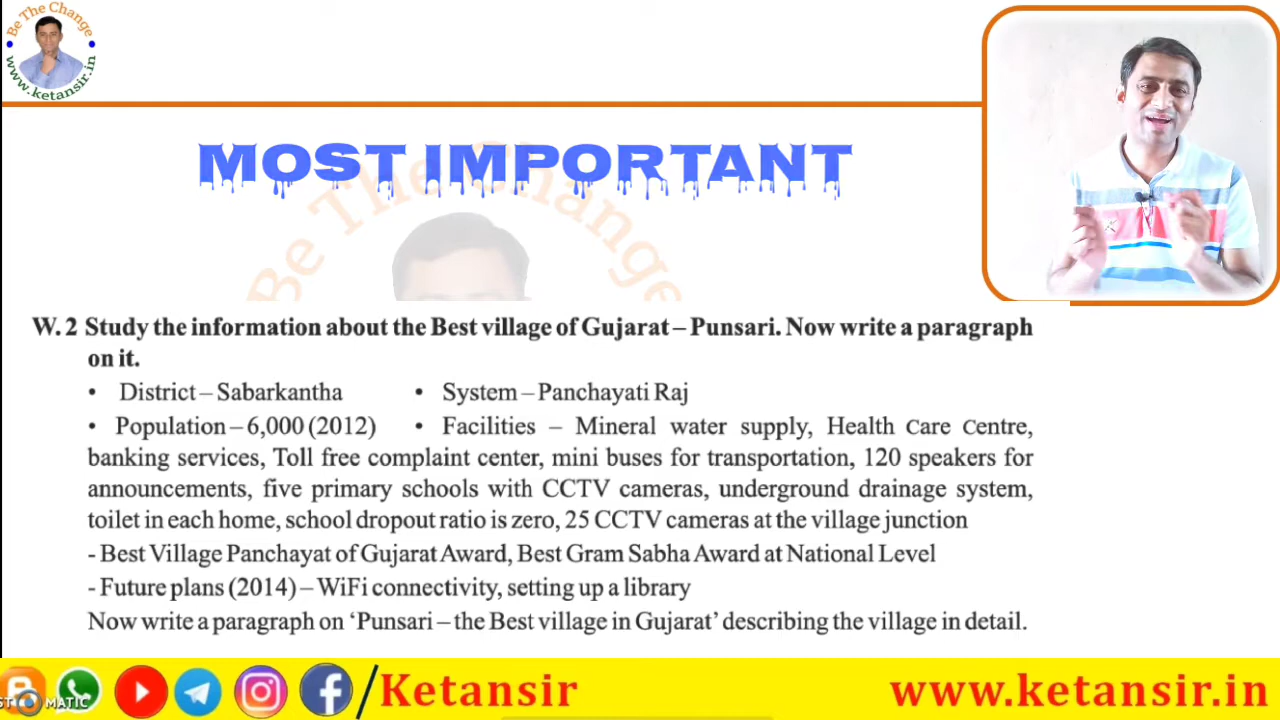 Be The Change
www.ketansir.in
MOST IMPORTANT
Be The Change
W. 2 Study the information about the Best village of Gujarat – Punsari. Now write a paragraph
on it.
• District – Sabarkantha • System – Panchayati Raj
• Population – 6,000 (2012) • Facilities – Mineral water supply, Health Care Centre,
banking services, Toll free complaint center, mini buses for transportation, 120 speakers for
announcements, five primary schools with CCTV cameras, underground drainage system,
toilet in each home, school dropout ratio is zero, 25 CCTV cameras at the village junction
- Best Village Panchayat of Gujarat Award, Best Gram Sabha Award at National Level
- Future plans (2014) – WiFi connectivity, setting up a library
Now write a paragraph on ‘Punsari – the Best village in Gujarat’ describing the village in detail.
/Ketansir www.ketansir.in
MATIC